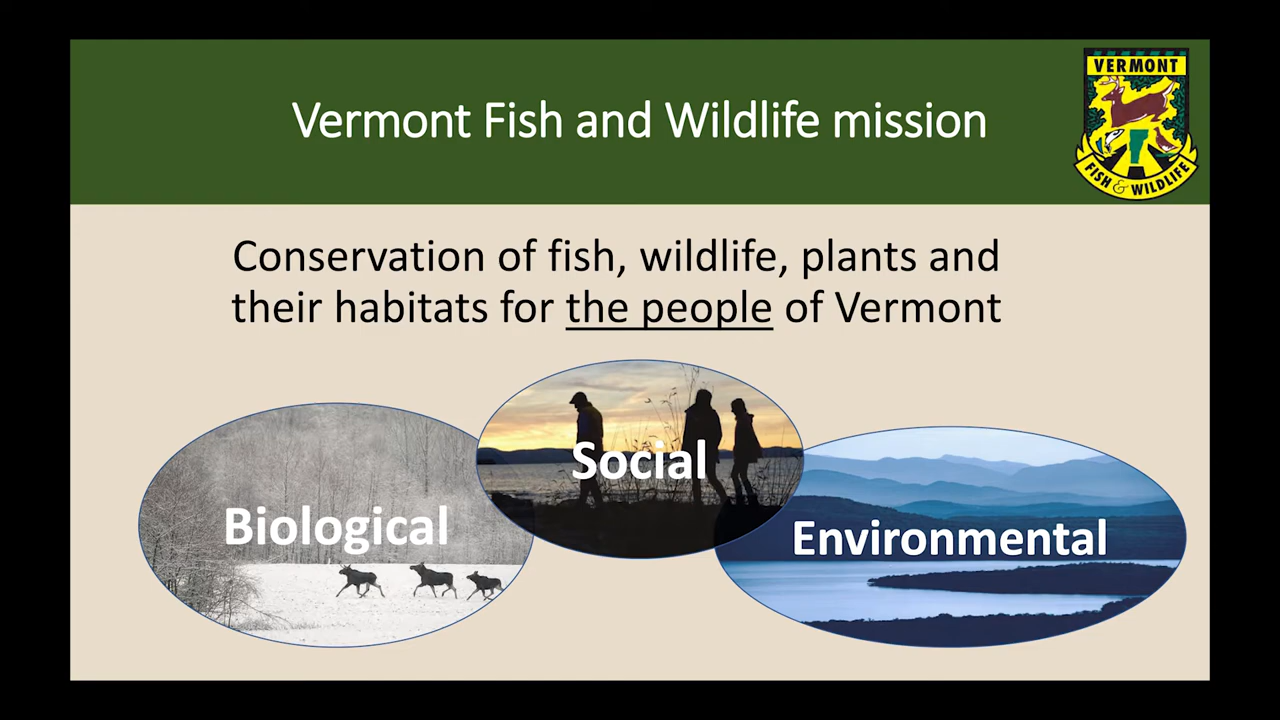 Vermont Fish and Wildlife mission
VERMONT
FISH & WILDLIFE
Conservation of fish, wildlife, plants and
their habitats for the people of Vermont
Social
Biological
Environmental